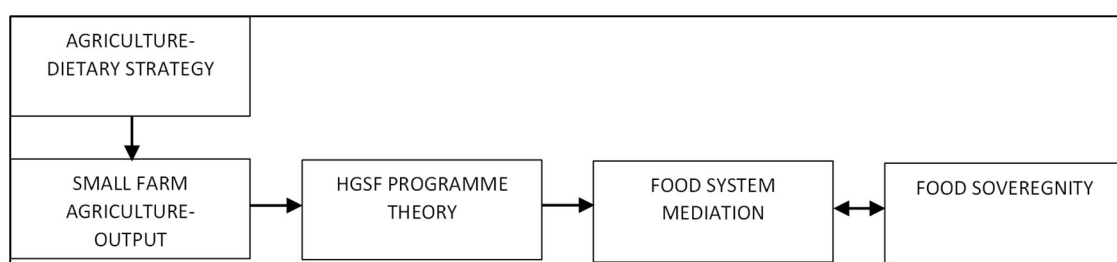 AGRICULTURE-
DIETARY STRATEGY
SMALL FARM
AGRICULTURE-
OUTPUT
HGSF PROGRAMME
THEORY
FOOD SYSTEM
MEDIATION
FOOD SOVEREGNITY